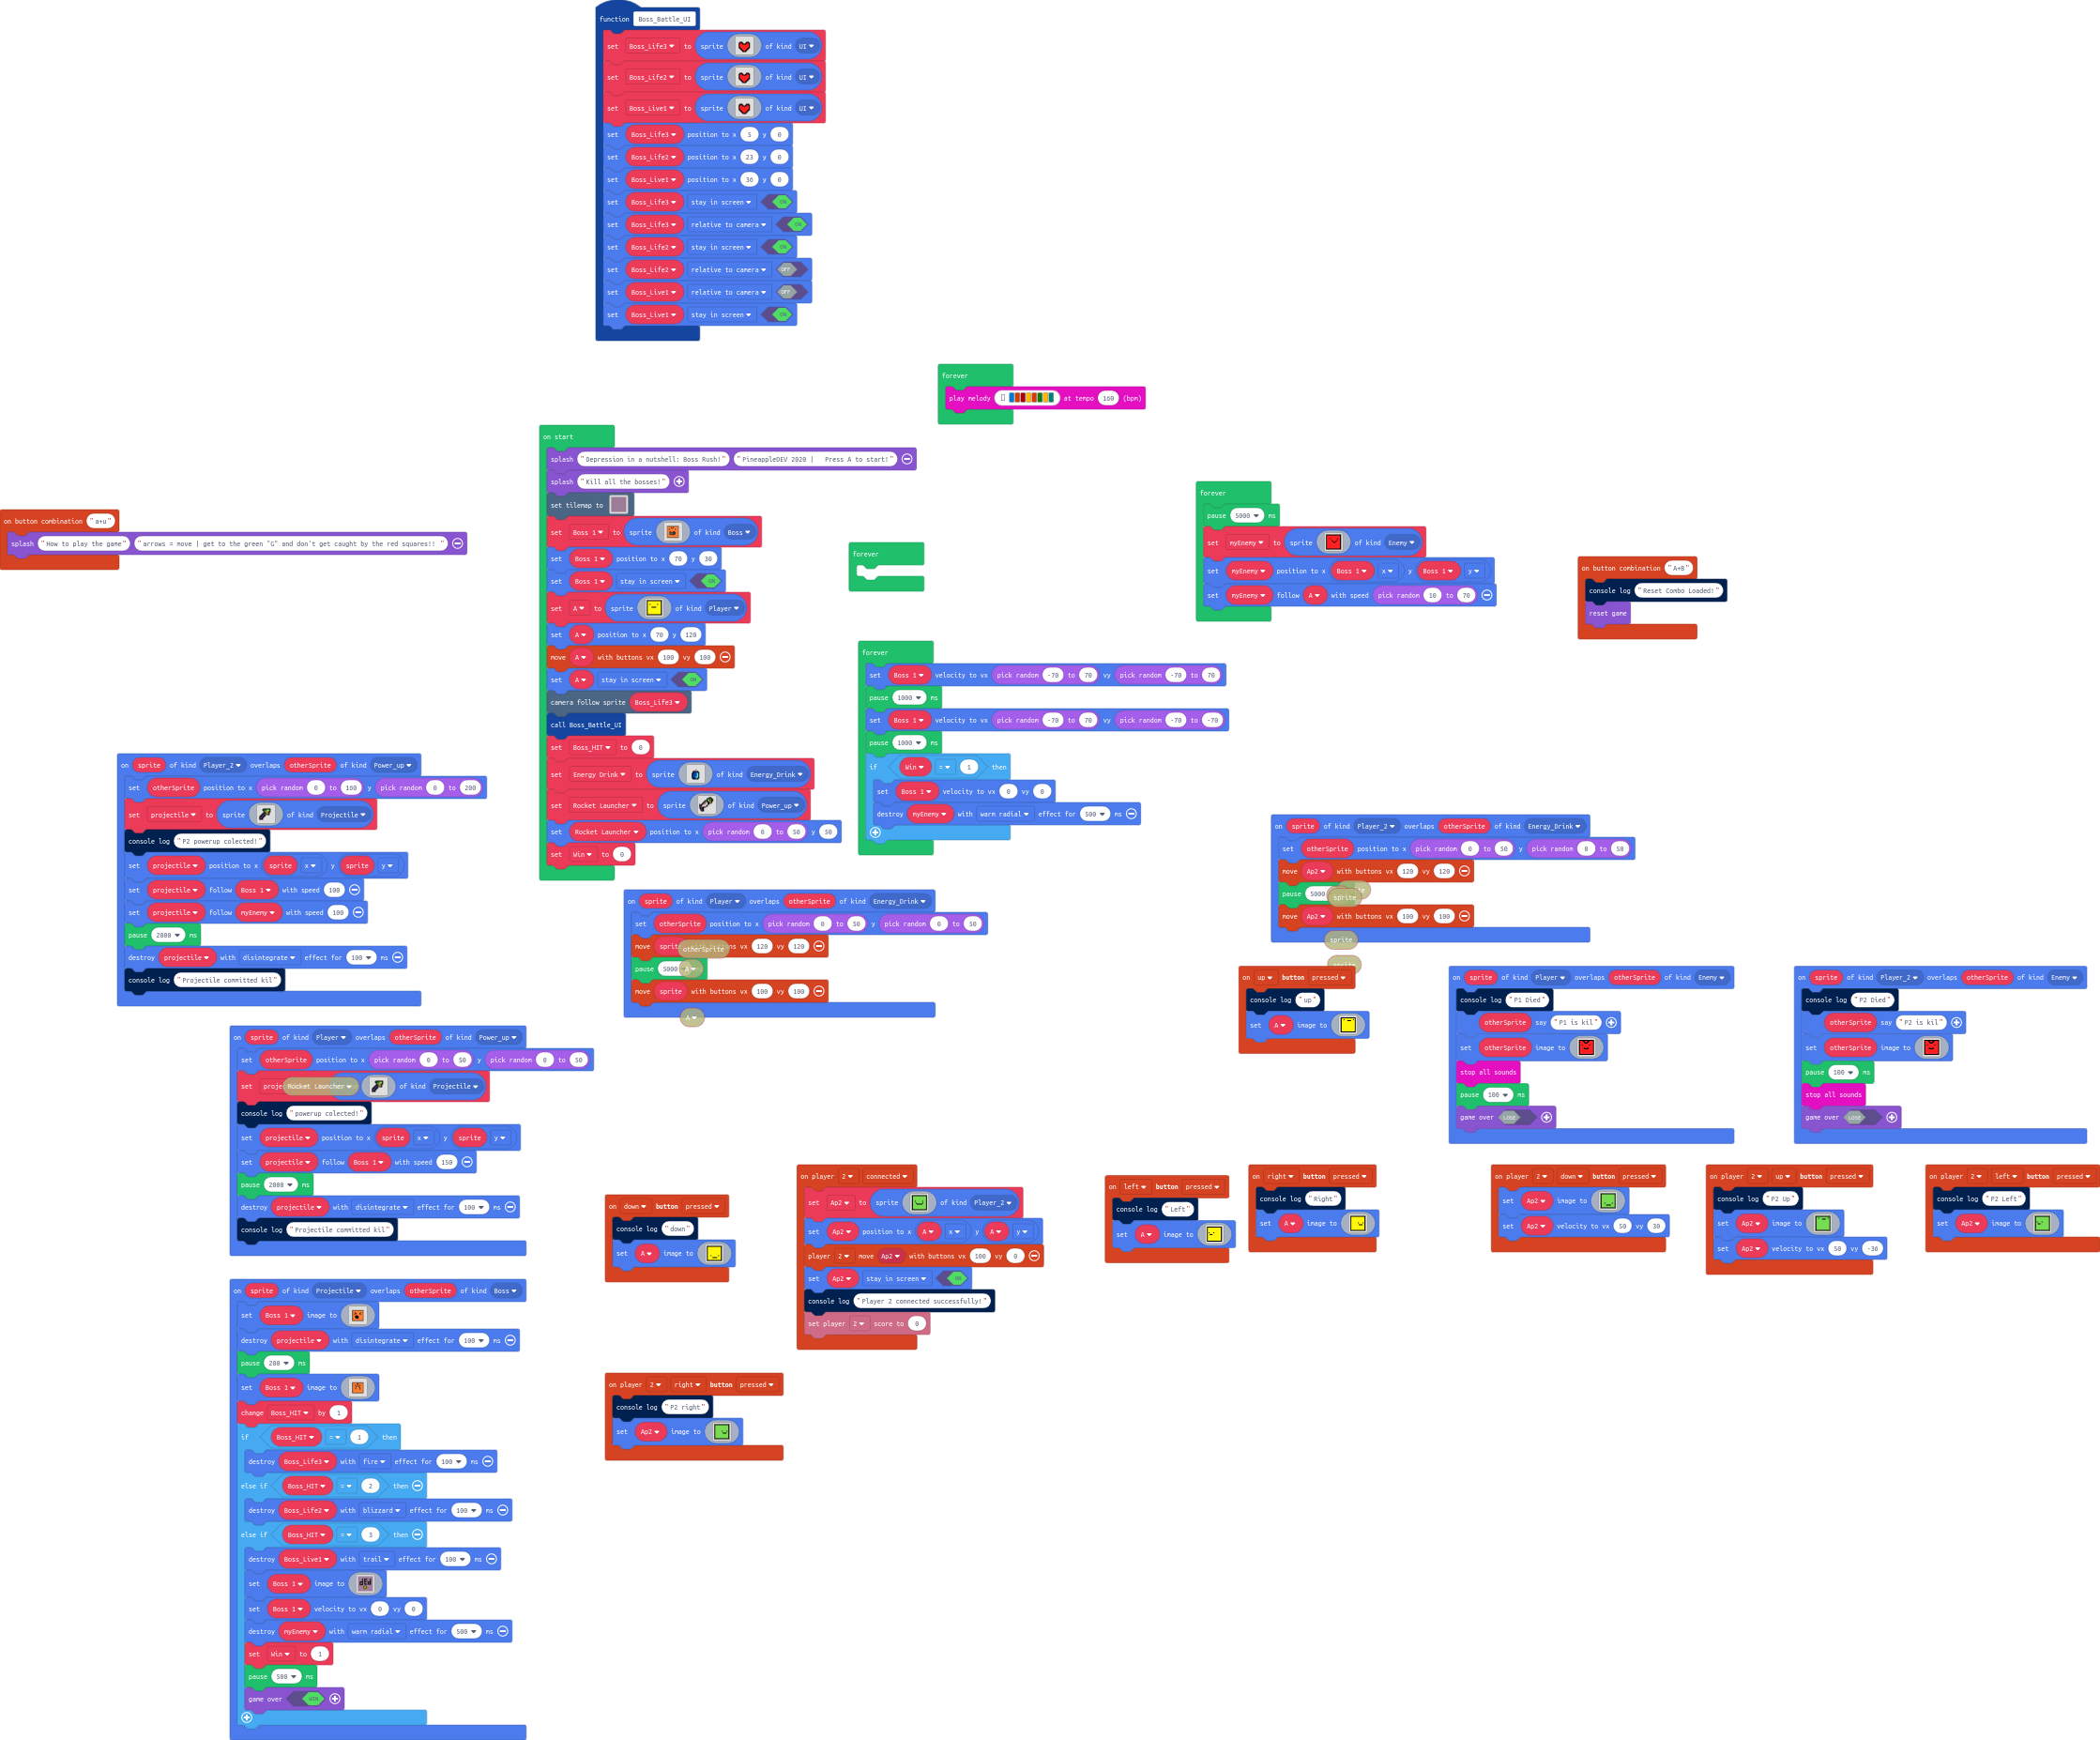 function Boss_Battle_UI
set Boss_Life3 to sprite of kind UI
set Boss_Life2 to sprite of kind UI
set Boss_Live1 to sprite of kind UI
set Boss_Life3 position to x 5 y 0
set Boss_Life2 position to x 23 y 0
set Boss_Live1 position to x 38 y 0
set Boss_Life3 stay in screen ON
set Boss_Life3 relative to camera ON
set Boss_Life2 stay in screen ON
set Boss_Life2 relative to camera OFF
set Boss_Live1 relative to camera OFF
set Boss_Live1 stay in screen ON
forever
play melody at tempo 160 (bpm)
on start
splash "Depression in a nutshell: Boss Rush!" "PineappleDEV 2020 | Press A to start!"
splash "Kill all the bosses!"
set tilemap to
set Boss 1 to sprite of kind Boss
set Boss 1 position to x 70 y 30
set Boss 1 stay in screen ON
set A to sprite of kind Player
set A position to x 70 y 120
move A with buttons vx 100 vy 100
set A stay in screen ON
camera follow sprite Boss_Life3
call Boss_Battle_UI
set Boss_HIT to 0
set Energy Drink to sprite of kind Energy_Drink
set Rocket Launcher to sprite of kind Power_up
set Rocket Launcher position to x pick random 0 to 50 y 50
set Win to 0
on button combination "a+u"
splash "How to play the game" "arrows = move | get to the green "G" and don't get caught by the red squares!! "
forever
forever
pause 5000 ms
set myEnemy to sprite of kind Enemy
set myEnemy position to x Boss 1 x y Boss 1 y
set myEnemy follow A with speed pick random 10 to 70
on button combination "A+B"
console log "Reset Combo Loaded!"
reset game
forever
set Boss 1 velocity to vx pick random -70 to 70 vy pick random -70 to 70
pause 1000 ms
set Boss 1 velocity to vx pick random -70 to 70 vy pick random -70 to -70
pause 1000 ms
if Win = 1 then
set Boss 1 velocity to vx 0 vy 0
destroy myEnemy with warm radial effect for 500 ms
on sprite of kind Player_2 overlaps otherSprite of kind Power_up
set otherSprite position to x pick random 0 to 160 y pick random 0 to 200
set projectile to sprite of kind Projectile
console log "P2 powerup colected!"
set projectile position to x sprite x y sprite y
set projectile follow Boss 1 with speed 100
set projectile follow myEnemy with speed 100
pause 2000 ms
destroy projectile with disintegrate effect for 100 ms
console log "Projectile committed kil"
on sprite of kind Player_2 overlaps otherSprite of kind Energy_Drink
set otherSprite position to x pick random 0 to 50 y pick random 0 to 50
move Ap2 with buttons vx 120 vy 120
pause 5000
sprite
move Ap2 with buttons vx 100 vy 100
sprite
on sprite of kind Player overlaps otherSprite of kind Energy_Drink
set otherSprite position to x pick random 0 to 50 y pick random 0 to 50
move otherSprite vx 120 vy 120
pause 5000
move sprite with buttons vx 100 vy 100
A
on sprite of kind Player overlaps otherSprite of kind Power_up
set otherSprite position to x pick random 0 to 50 y pick random 0 to 50
set Rocket Launcher of kind Projectile
console log "powerup colected!"
set projectile position to x sprite x y sprite y
set projectile follow Boss 1 with speed 150
pause 2000 ms
destroy projectile with disintegrate effect for 100 ms
console log "Projectile committed kil"
on up button pressed
console log "up"
set A image to
on sprite of kind Player overlaps otherSprite of kind Enemy
console log "P1 Died"
otherSprite say "P1 is kil"
set otherSprite image to
stop all sounds
pause 100 ms
game over LOSE
on sprite of kind Player_2 overlaps otherSprite of kind Enemy
console log "P2 Died"
otherSprite say "P2 is kil"
set otherSprite image to
pause 100 ms
stop all sounds
game over LOSE
on down button pressed
console log "down"
set A image to
on player 2 connected
set Ap2 to sprite of kind Player_2
set Ap2 position to x A x y A y
player 2 move Ap2 with buttons vx 100 vy 0
set Ap2 stay in screen ON
console log "Player 2 connected successfully!"
set player 2 score to 0
on left button pressed
console log "Left"
set A image to
on right button pressed
console log "Right"
set A image to
on player 2 down button pressed
set Ap2 image to
set Ap2 velocity to vx 50 vy 30
on player 2 up button pressed
console log "P2 Up"
set Ap2 image to
set Ap2 velocity to vx 50 vy -30
on player 2 left button pressed
console log "P2 Left"
set Ap2 image to
on player 2 right button pressed
console log "P2 right"
set Ap2 image to
on sprite of kind Projectile overlaps otherSprite of kind Boss
set Boss 1 image to
destroy projectile with disintegrate effect for 100 ms
pause 200 ms
set Boss 1 image to
change Boss_HIT by 1
if Boss_HIT = 1 then
destroy Boss_Life3 with fire effect for 100 ms
else if Boss_HIT = 2 then
destroy Boss_Life2 with blizzard effect for 100 ms
else if Boss_HIT = 3 then
destroy Boss_Live1 with trail effect for 100 ms
set Boss 1 image to
set Boss 1 velocity to vx 0 vy 0
destroy myEnemy with warm radial effect for 500 ms
set Win to 1
pause 500 ms
game over WIN